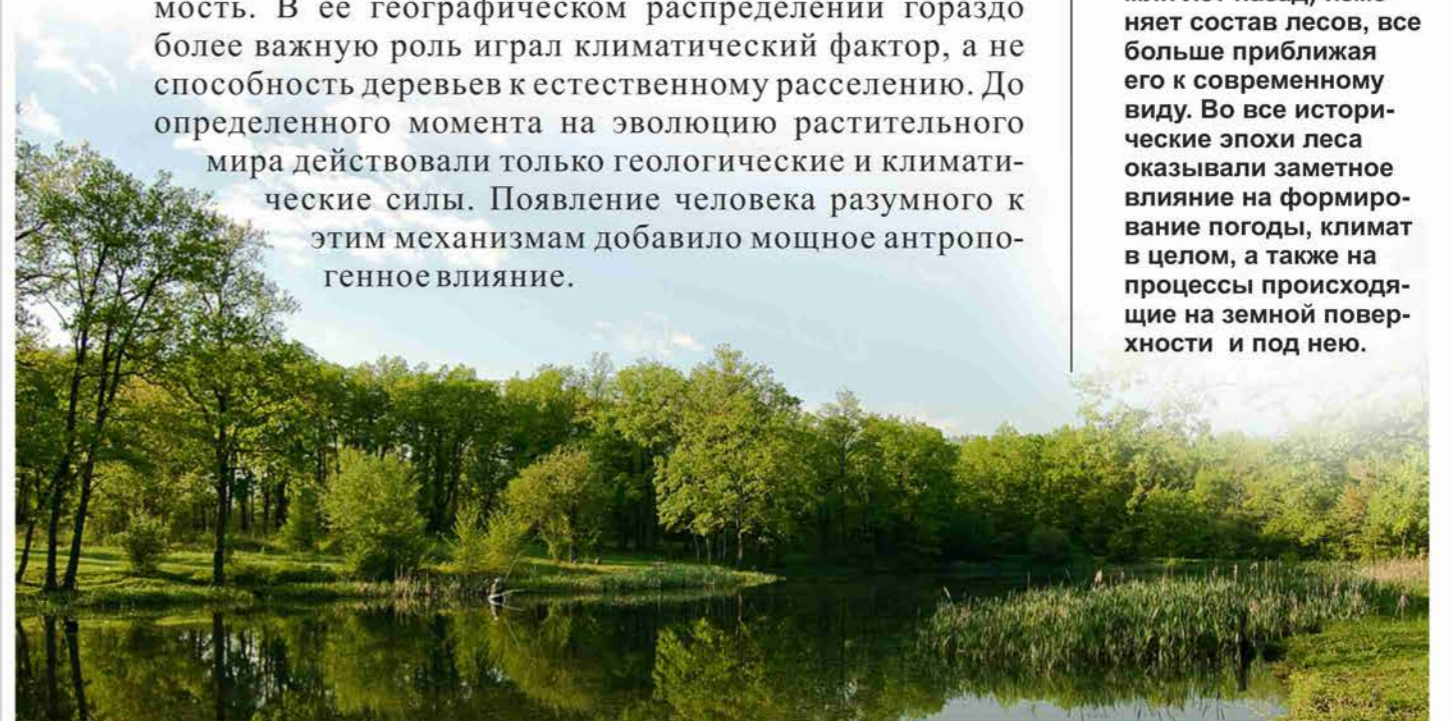 мость. В ее географическом распределении гораздо
более важную роль играл климатический фактор, а не
способность деревьев к естественному расселению. До
определенного момента на эволюцию растительного
мира действовали только геологические и климати-
ческие силы. Появление человека разумного к
этим механизмам добавило мощное антропо-
генное влияние.
няет состав лесов, все
больше приближая
его к современному
виду. Во все истори-
ческие эпохи леса
оказывали заметное
влияние на формиро-
вание погоды, климат
в целом, а также на
процессы происходя-
щие на земной повер-
хности и под нею.